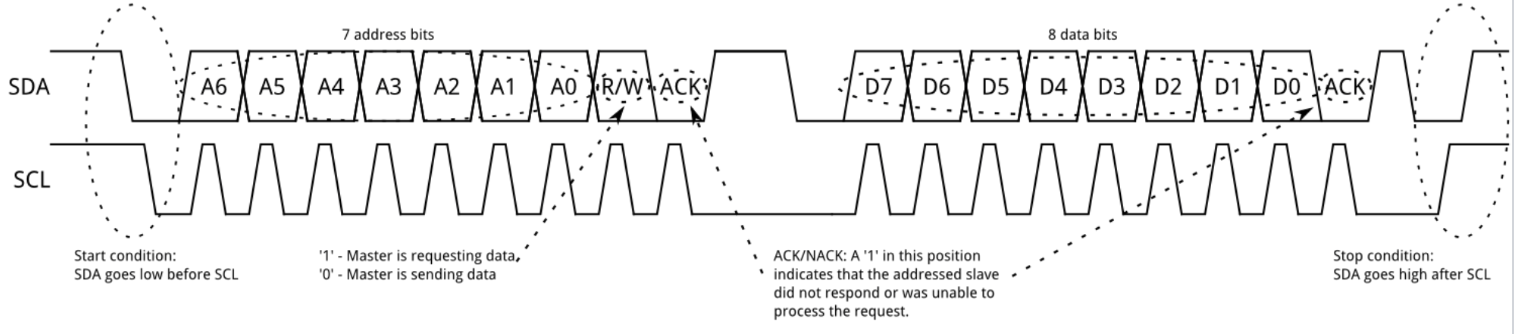 7 address bits
8 data bits
SDA
A6 A5 A4 A3 A2 A1 A0 R/W ACK
D7 D6 D5 D4 D3 D2 D1 D0 ACK
SCL
Start condition:
SDA goes low before SCL
'1' - Master is requesting data,
'0' - Master is sending data
ACK/NACK: A '1' in this position
indicates that the addressed slave
did not respond or was unable to
process the request.
Stop condition:
SDA goes high after SCL